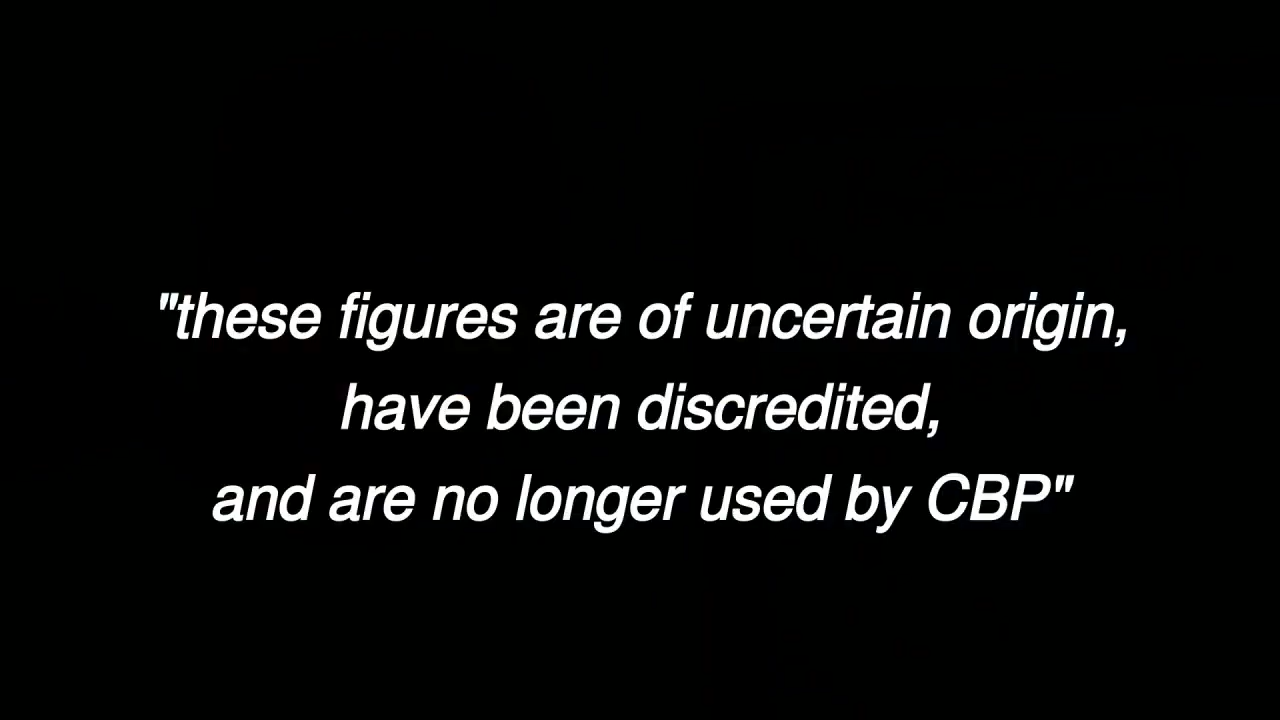 "these figures are of uncertain origin,
have been discredited,
and are no longer used by CBP"